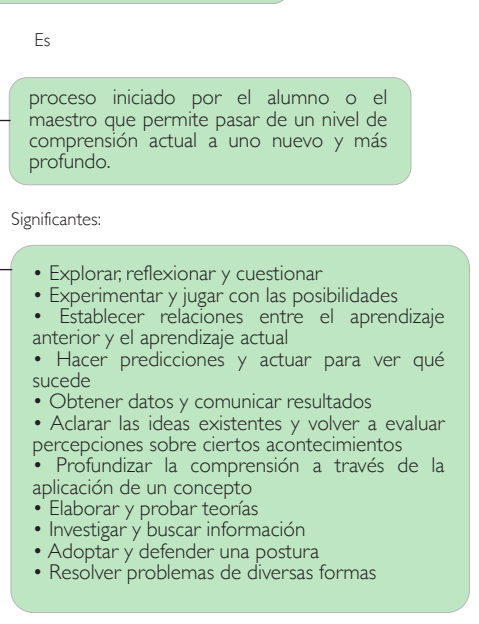 Es
proceso iniciado por el alumno o el
maestro que permite pasar de un nivel de
comprensión actual a uno nuevo y más
profundo.
Significantes:
• Explorar, reflexionar y cuestionar
• Experimentar y jugar con las posibilidades
• Establecer relaciones entre el aprendizaje
anterior y el aprendizaje actual
• Hacer predicciones y actuar para ver qué
sucede
• Obtener datos y comunicar resultados
• Aclarar las ideas existentes y volver a evaluar
percepciones sobre ciertos acontecimientos
• Profundizar la comprensión a través de la
aplicación de un concepto
• Elaborar y probar teorías
• Investigar y buscar información
• Adoptar y defender una postura
• Resolver problemas de diversas formas